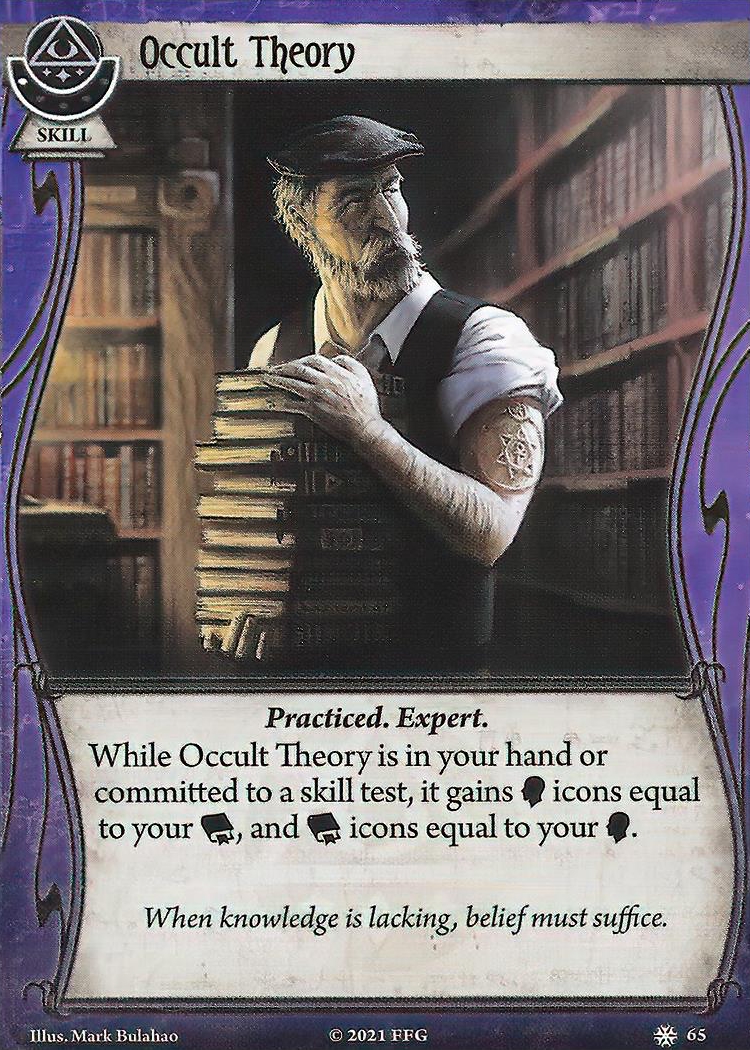 Occult Theory
SKILL
Practiced. Expert.
While Occult Theory is in your hand or
committed to a skill test, it gains icons equal
to your , and icons equal to your .
When knowledge is lacking, belief must suffice.
Illus. Mark Bulahao © 2021 FFG 65